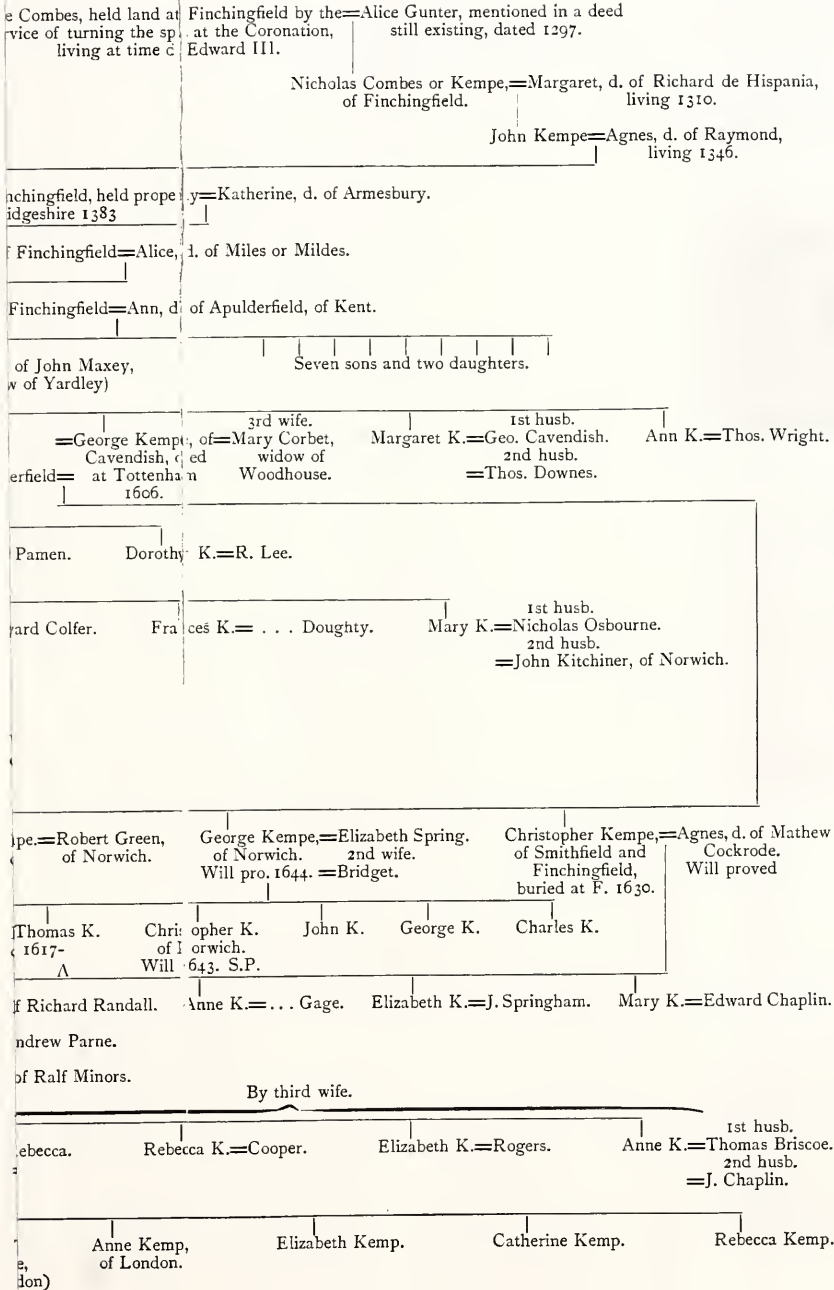 e Combes, held land at Finchingfield by the=Alice Gunter, mentioned in a deed
rvice of turning the sp at the Coronation, still existing, dated 1297.
living at time Edward III.
Nicholas Combes or Kempe,=Margaret, d. of Richard de Hispania,
of Finchingfield. living 1310.
John Kempe=Agnes, d. of Raymond,
living 1346.
nchingfield, held prope y=Katherine, d. of Armesbury.
idgeshire 1383
Finchingfield=Alice, d. of Miles or Mildes.
Finchingfield=Ann, d of Apulderfield, of Kent.
of John Maxey, Seven sons and two daughters.
w of Yardley)
3rd wife. 1st husb.
=George Kempe, of=Mary Corbet, Margaret K.=Geo. Cavendish. Ann K.=Thos. Wright.
Cavendish, ed widow of 2nd husb.
erfield= at Tottenham Woodhouse. =Thos. Downes.
1606.
Pamen. Dorothy K.=R. Lee.
1st husb.
ard Colfer. Fra ces K.= . . . Doughty. Mary K.=Nicholas Osbourne.
2nd husb.
=John Kitchiner, of Norwich.
pe.=Robert Green, George Kempe,=Elizabeth Spring. Christopher Kempe,=Agnes, d. of Mathew
of Norwich. of Norwich. 2nd wife. of Smithfield and Cockrode.
Will pro. 1644. =Bridget. Finchingfield, Will proved
buried at F. 1630.
Thomas K. Chris opher K. John K. George K. Charles K.
1617- of orwich.
Will 643. S.P.
f Richard Randall. Anne K.=... Gage. Elizabeth K.=J. Springham. Mary K.=Edward Chaplin.
ndrew Parne.
of Ralf Minors.
By third wife.
1st husb.
ebecca. Rebecca K.=Cooper. Elizabeth K.=Rogers. Anne K.=Thomas Briscoe.
2nd husb.
=J. Chaplin.
Anne Kemp, Elizabeth Kemp. Catherine Kemp. Rebecca Kemp.
e, of London.
don)